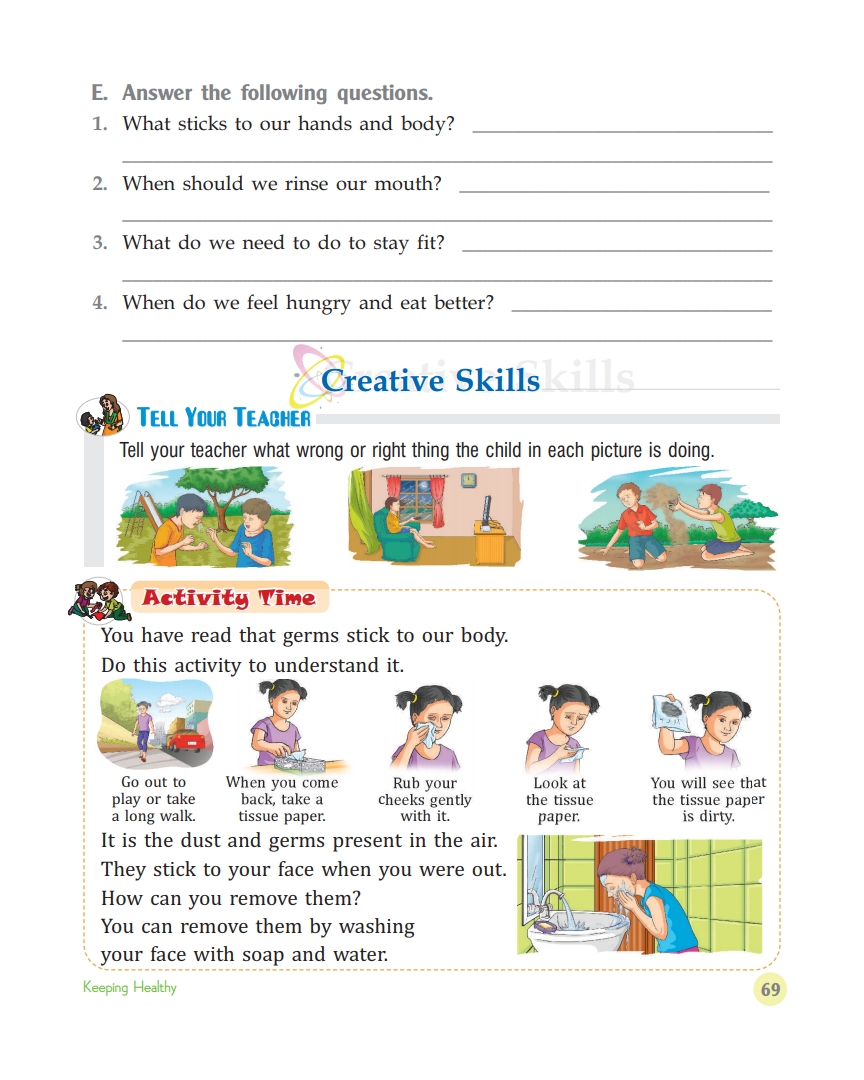 E. Answer the following questions.
1. What sticks to our hands and body?
2. When should we rinse our mouth?
3. What do we need to do to stay fit?
4. When do we feel hungry and eat better?
Creative Skills
TELL YOUR TEACHER
Tell your teacher what wrong or right thing the child in each picture is doing.
Activity Time
You have read that germs stick to our body.
Do this activity to understand it.
Go out to
play or take
a long walk.
When you come
back, take a
tissue paper.
Rub your
cheeks gently
with it.
Look at
the tissue
paper.
You will see that
the tissue paper
is dirty.
It is the dust and germs present in the air.
They stick to your face when you were out.
How can you remove them?
You can remove them by washing
your face with soap and water.
Keeping Healthy
69